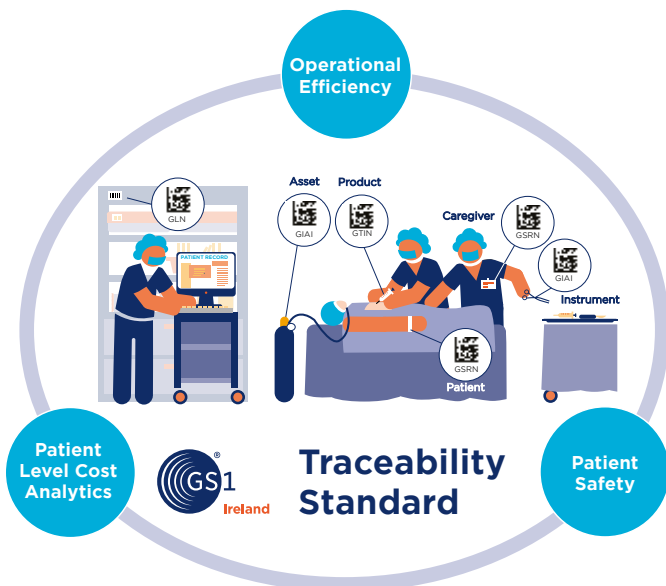 Operational
Efficiency
Asset
Product
GLN
GIAI
GTIN
Caregiver
GSRN
GIAI
PATIENT RECORD
Instrument
GSRN
Patient
Patient
Level Cost
Analytics
GS1
®
Ireland
Traceability
Standard
Patient
Safety